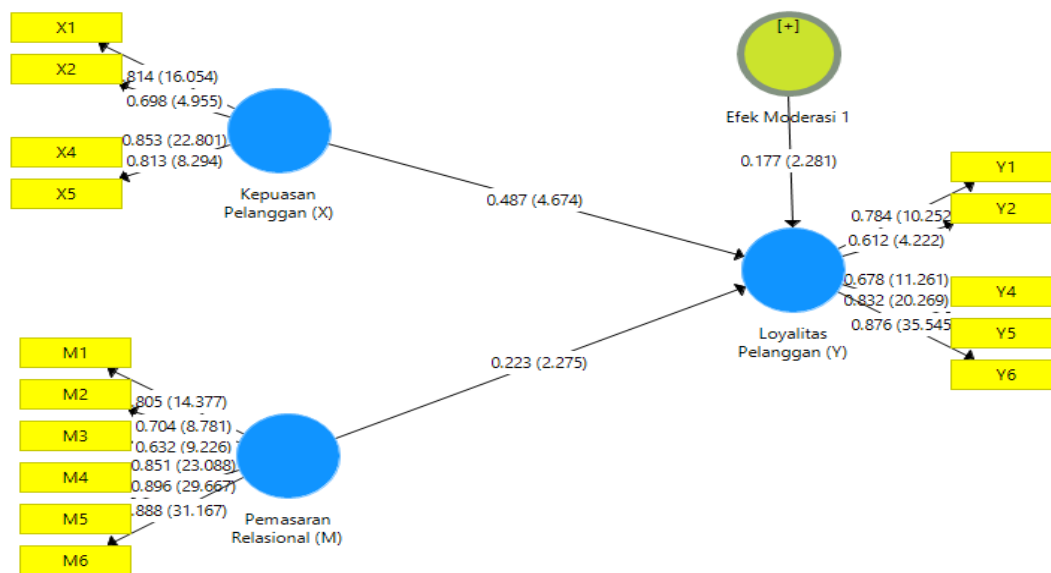 X1
X2
.814 (16.054)
0.698 (4.955)
X4
0.853 (22.801)
0.813 (8.294)
X5
Kepuasan
Pelanggan (X)
[+]
Efek Moderasi 1
0.177 (2.281)
0.487 (4.674)
Y1
Y2
0.784 (10.252
0.612 (4.222)
0.678 (11.261)
0.832 (20.269)
0.876 (35.545
Y4
Y5
Y6
Loyalitas
Pelanggan (Y)
0.223 (2.275)
M1
M2
M3
M4
M5
M6
.805 (14.377)
0.704 (8.781)
0.632 (9.226)
0.851 (23.088)
0.896 (29.667)
.888 (31.167)
Pemasaran
Relasional (M)